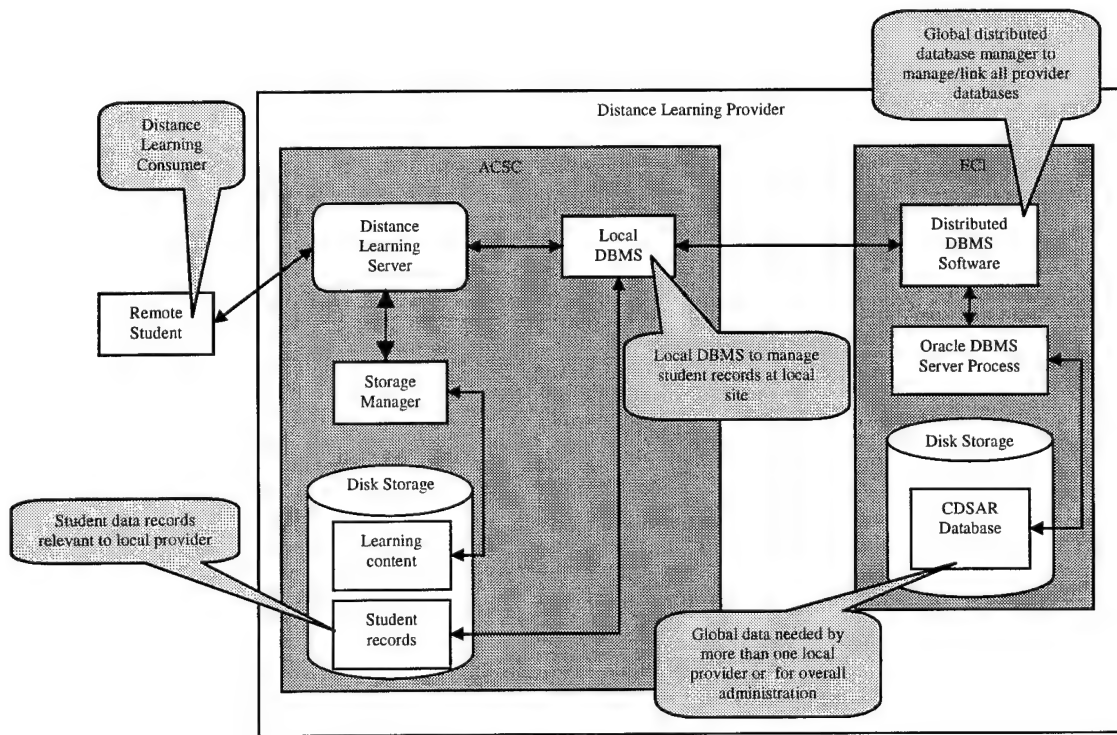 Global distributed
database manager to
manage/link all provider
databases
Distance Learning Provider
Distance
Learning
Consumer
ACSC
ECI
Distance
Learning
Server
Local
DBMS
Distributed
DBMS
Software
Remote
Student
Storage
Manager
Local DBMS to manage
student records at local
site
Oracle DBMS
Server Process
Disk Storage
Disk Storage
Student data records
relevant to local provider
Learning
content
CDSAR
Database
Student
records
Global data needed by
more than one local
provider or for overall
administration